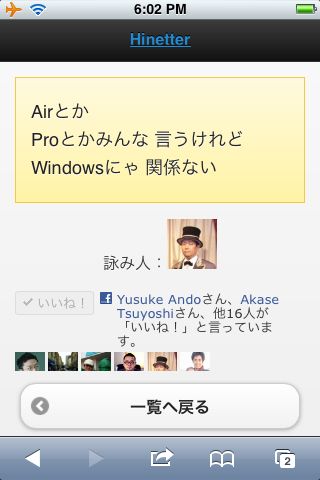 6:02 PM
Hinetter
Airとか
Proとかみんな 言うけれど
Windowsにゃ 関係ない
詠み人：
いいね！
Yusuke Andoさん、Akase
Tsuyoshiさん、他16人が
「いいね！」と言っていま
す。
一覧へ戻る
2